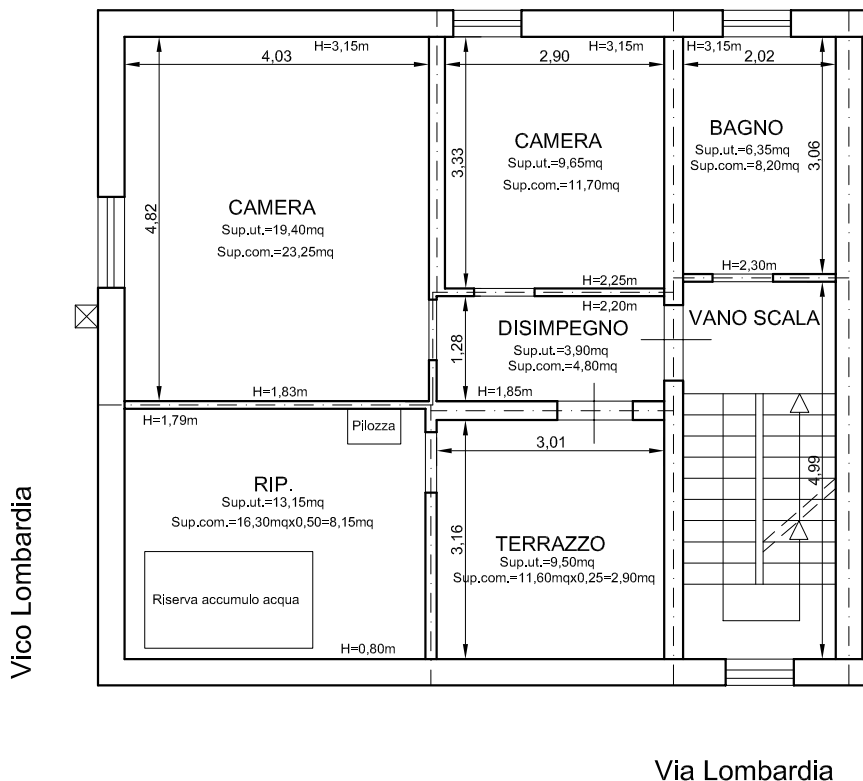 H=3,15m
H=3,15m
H=3,15m
4,03
2,90
2,02
CAMERA
Sup.ut.=19,40mq
Sup.com.=23,25mq
4,82
CAMERA
Sup.ut.=9,65mq
Sup.com.=11,70mq
3,33
BAGNO
Sup.ut.=6,35mq
Sup.com.=8,20mq
3,06
H=2,25m
H=2,30m
H=2,20m
DISIMPEGNO
Sup.ut.=3,90mq
Sup.com.=4,80mq
1,28
VANO SCALA
H=1,83m
H=1,85m
H=1,79m
Pilozza
3,01
4,99
RIP.
Sup.ut.=13,15mq
Sup.com.=16,30mqx0,50=8,15mq
3,16
TERRAZZO
Sup.ut.=9,50mq
Sup.com.=11,60mqx0,25=2,90mq
Riserva accumulo acqua
H=0,80m
Vico Lombardia
Via Lombardia